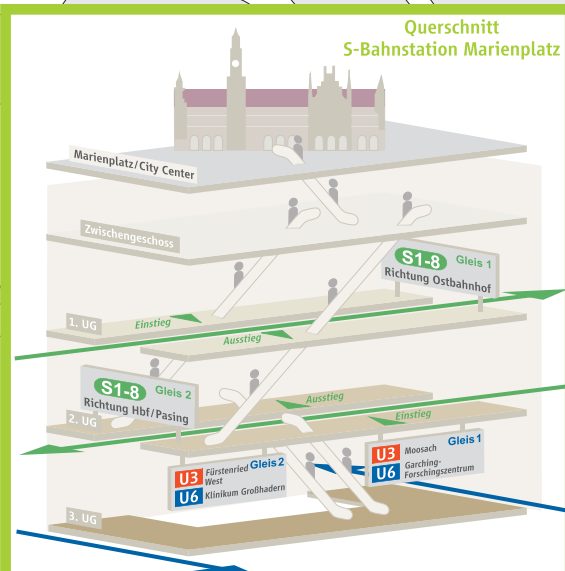 Querschnitt
S-Bahnstation Marienplatz
Marienplatz/City Center
Zwischengeschoss
S1-8 Gleis 1
Richtung Ostbahnhof
1. UG
Einstieg
Ausstieg
S1-8 Gleis 2
Richtung Hbf/Pasing
Ausstieg
Einstieg
2. UG
U3 Fürstenried West Gleis 2
U6 Klinikum Großhadern
U3 Moosach Gleis 1
U6 Garching-
Forschingszentrum
3. UG